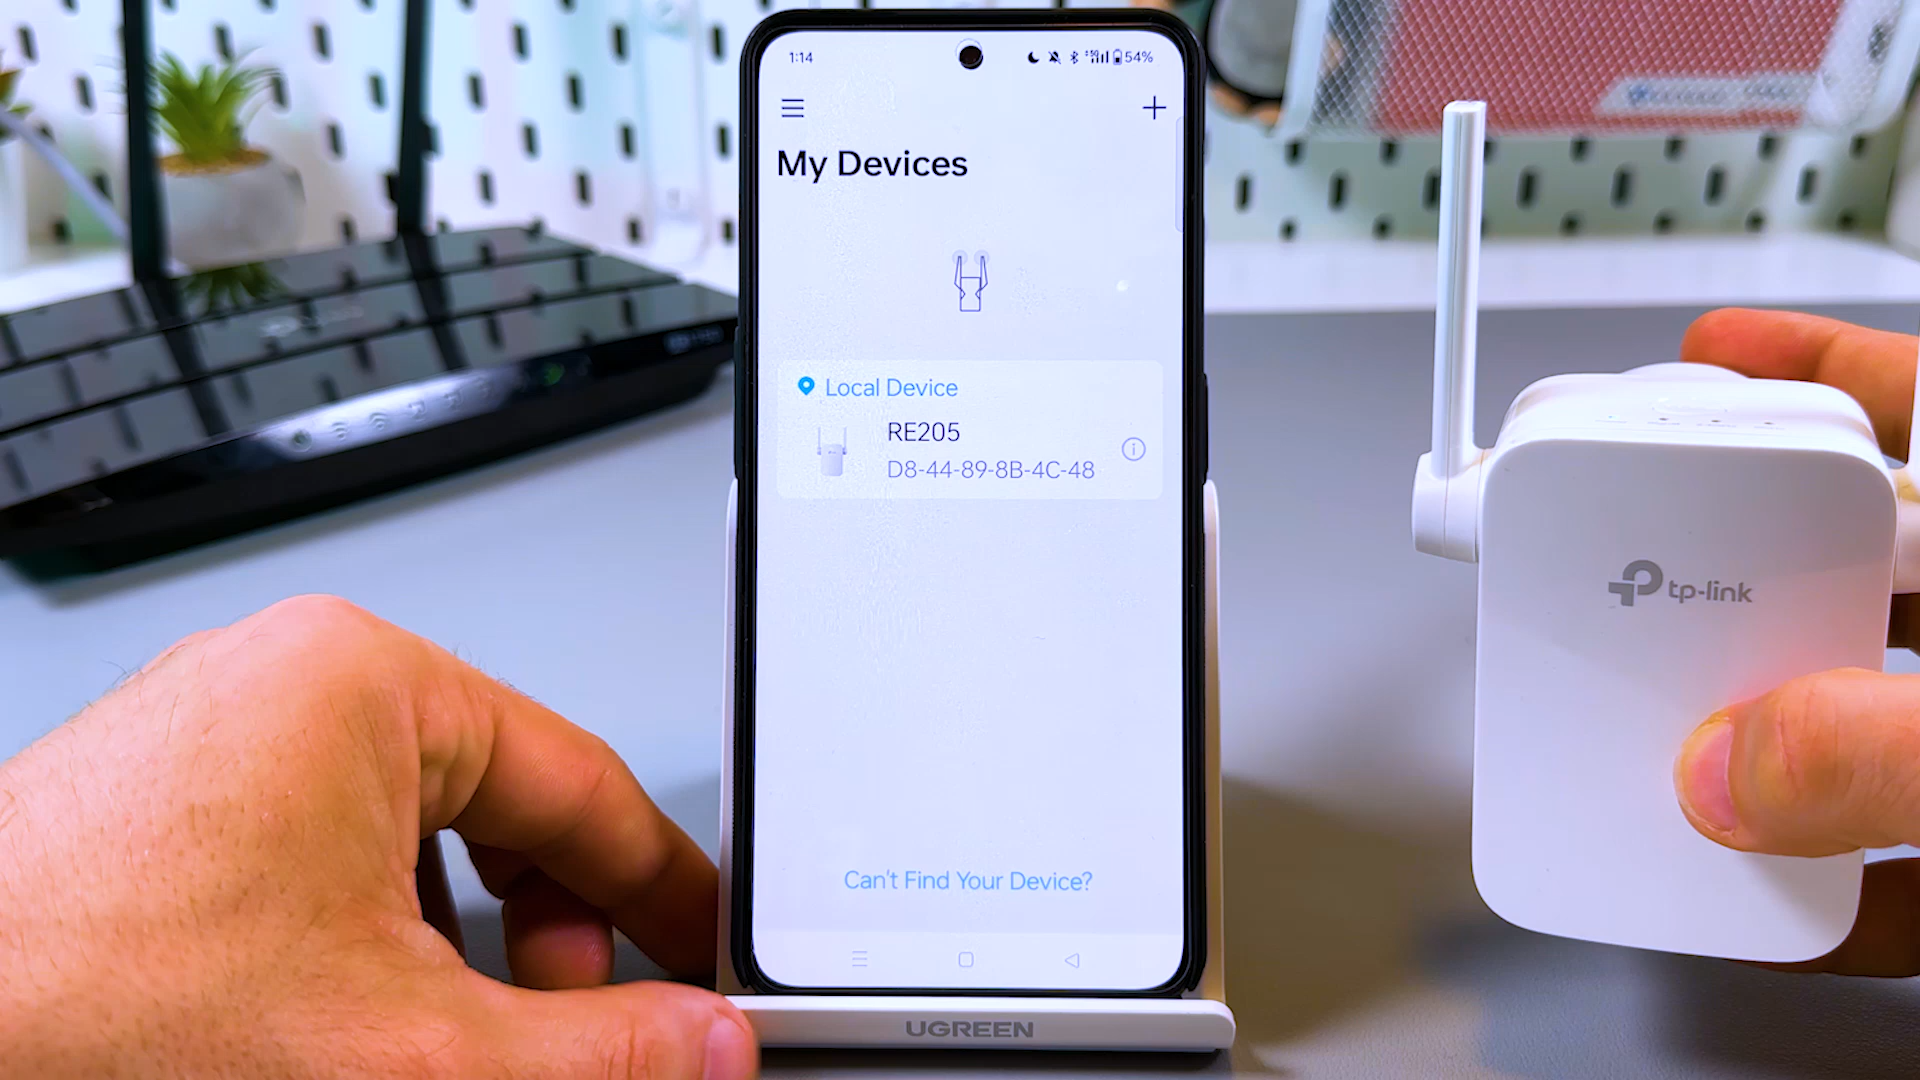 1:14
54%
My Devices
Local Device
RE205
D8-44-89-8B-4C-48
Can't Find Your Device?
tp-link
UGREEN